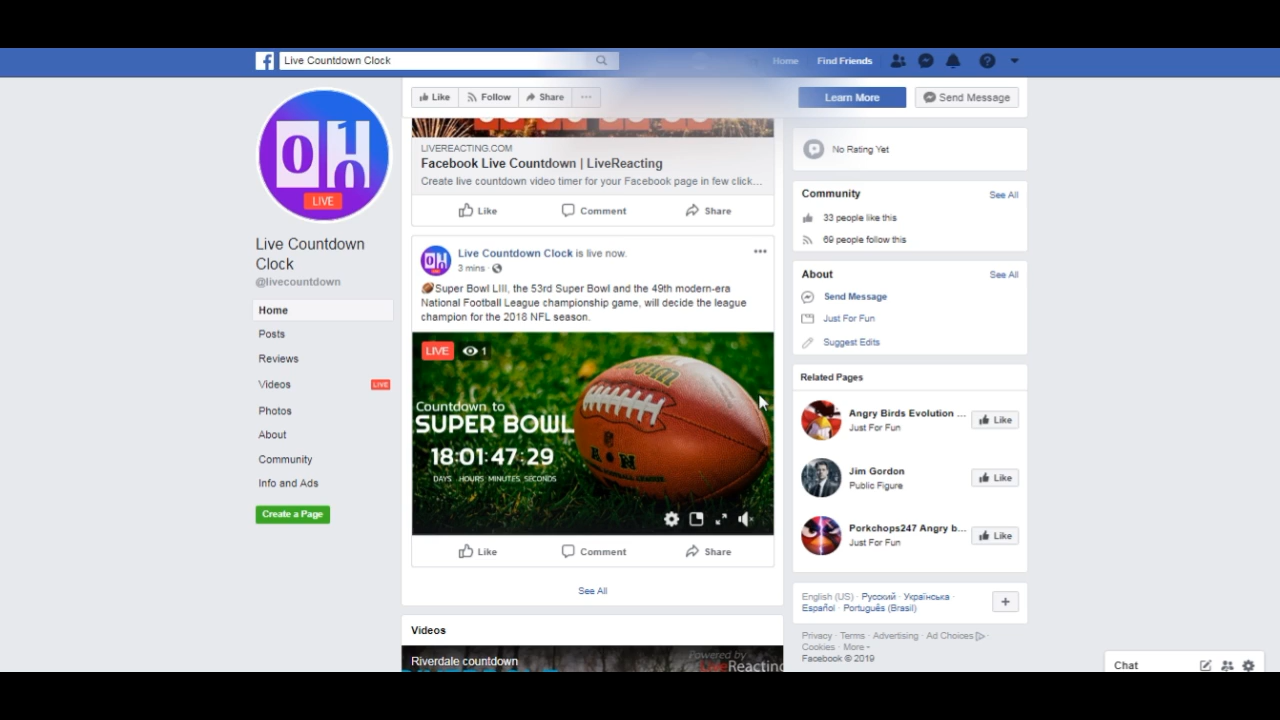 Live Countdown Clock
Home
Find Friends
Like
Follow
Share
Learn More
Send Message
LIVE
Live Countdown
Clock
@livecountdown
Home
Posts
Reviews
Videos
LIVE
Photos
About
Community
Info and Ads
Create a Page
LIVEREACTING.COM
Facebook Live Countdown | LiveReacting
Create live countdown video timer for your Facebook page in few click...
Like
Comment
Share
Live Countdown Clock is live now.
3 mins ·
Super Bowl LIII, the 53rd Super Bowl and the 49th modern-era
National Football League championship game, will decide the league
champion for the 2018 NFL season.
LIVE
1
Countdown to
SUPER BOWL
18:01:47:29
DAYS HOURS MINUTES SECONDS
Like
Comment
Share
See All
Videos
Riverdale countdown
Powered by
LiveReacting
No Rating Yet
Community
See All
33 people like this
69 people follow this
About
See All
Send Message
Just For Fun
Suggest Edits
Related Pages
Angry Birds Evolution ...
Just For Fun
Like
Jim Gordon
Public Figure
Like
Porkchops247 Angry b...
Just For Fun
Like
English (US) · Русский · Українська ·
Español · Português (Brasil)
Privacy · Terms · Advertising · Ad Choices ·
Cookies · More
Facebook © 2019
Chat